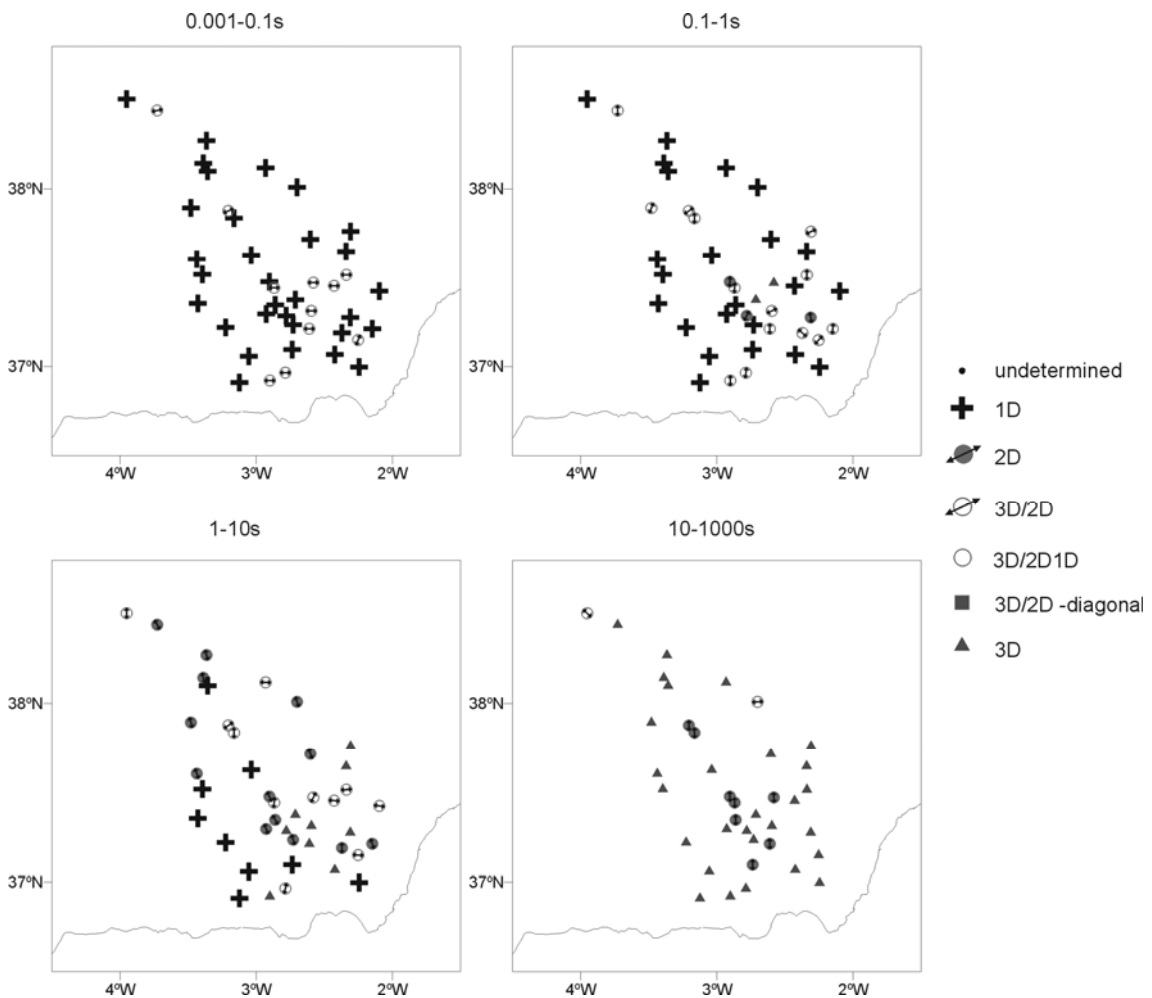 0.001-0.1s
0.1-1s
38ºN
38ºN
37ºN
37ºN
4ºW 3ºW 2ºW
4ºW 3ºW 2ºW
1-10s
10-1000s
38ºN
38ºN
37ºN
37ºN
4ºW 3ºW 2ºW
4ºW 3ºW 2ºW
undetermined
1D
2D
3D/2D
3D/2D1D
3D/2D -diagonal
3D